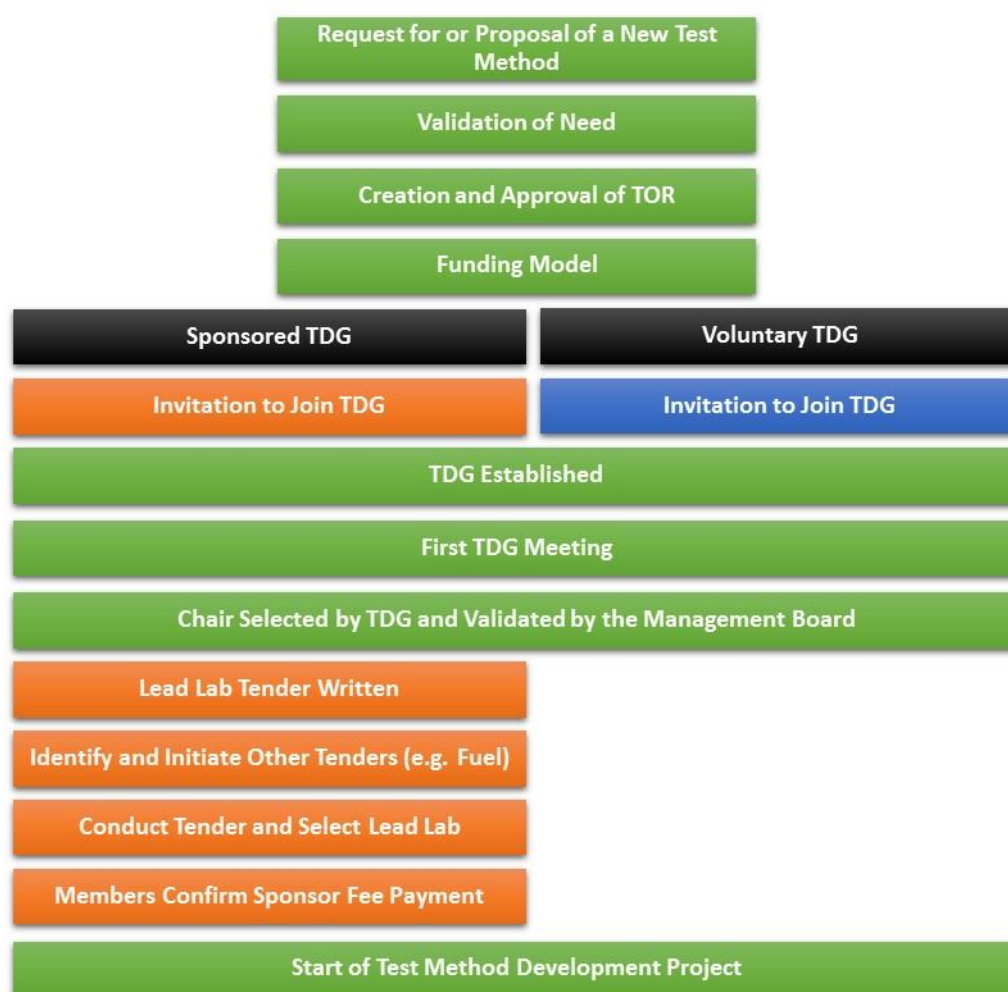 Request for or Proposal of a New Test
Method
Validation of Need
Creation and Approval of TOR
Funding Model
Sponsored TDG
Voluntary TDG
Invitation to Join TDG
Invitation to Join TDG
TDG Established
First TDG Meeting
Chair Selected by TDG and Validated by the Management Board
Lead Lab Tender Written
Identify and Initiate Other Tenders (e.g. Fuel)
Conduct Tender and Select Lead Lab
Members Confirm Sponsor Fee Payment
Start of Test Method Development Project